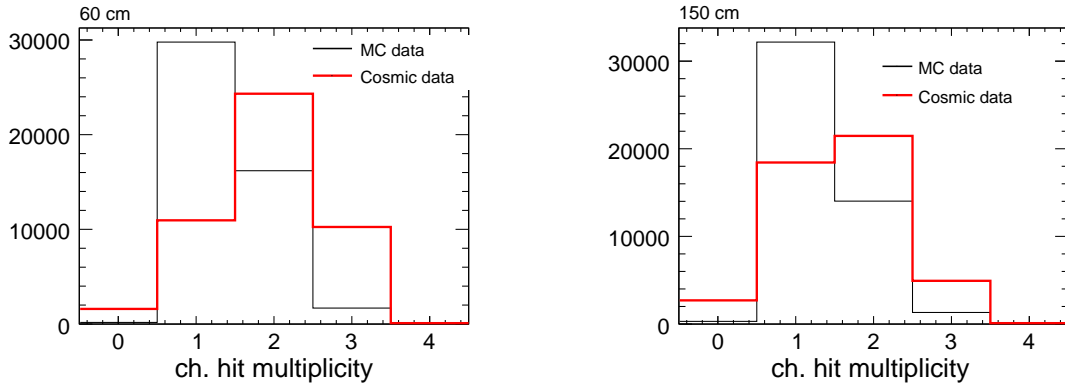 60 cm
30000
20000
10000
0
MC data
Cosmic data
0 1 2 3 4
ch. hit multiplicity
150 cm
30000
20000
10000
0
MC data
Cosmic data
0 1 2 3 4
ch. hit multiplicity